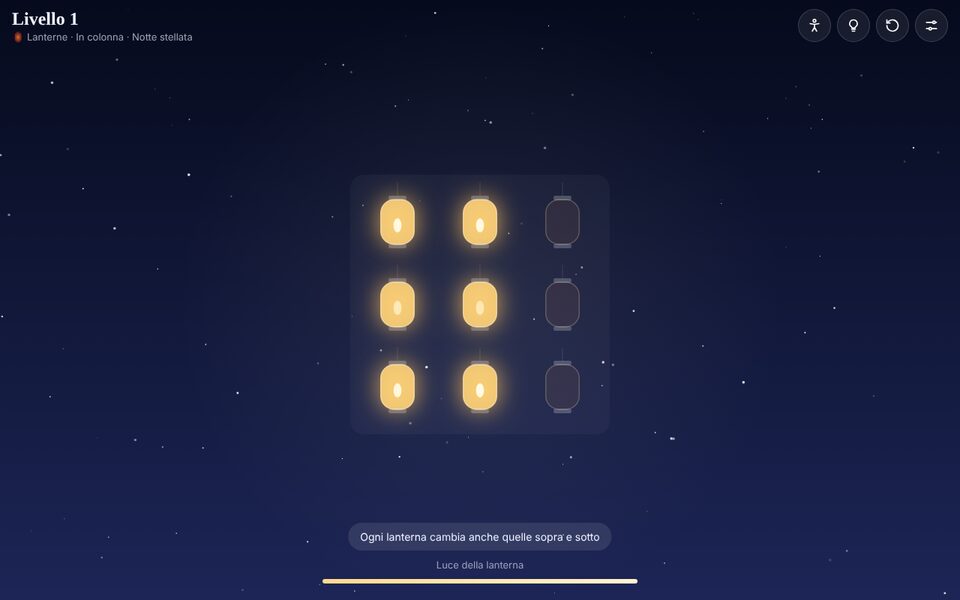 Livello 1
Lanterne · In colonna · Notte stellata
Ogni lanterna cambia anche quelle sopra e sotto
Luce della lanterna